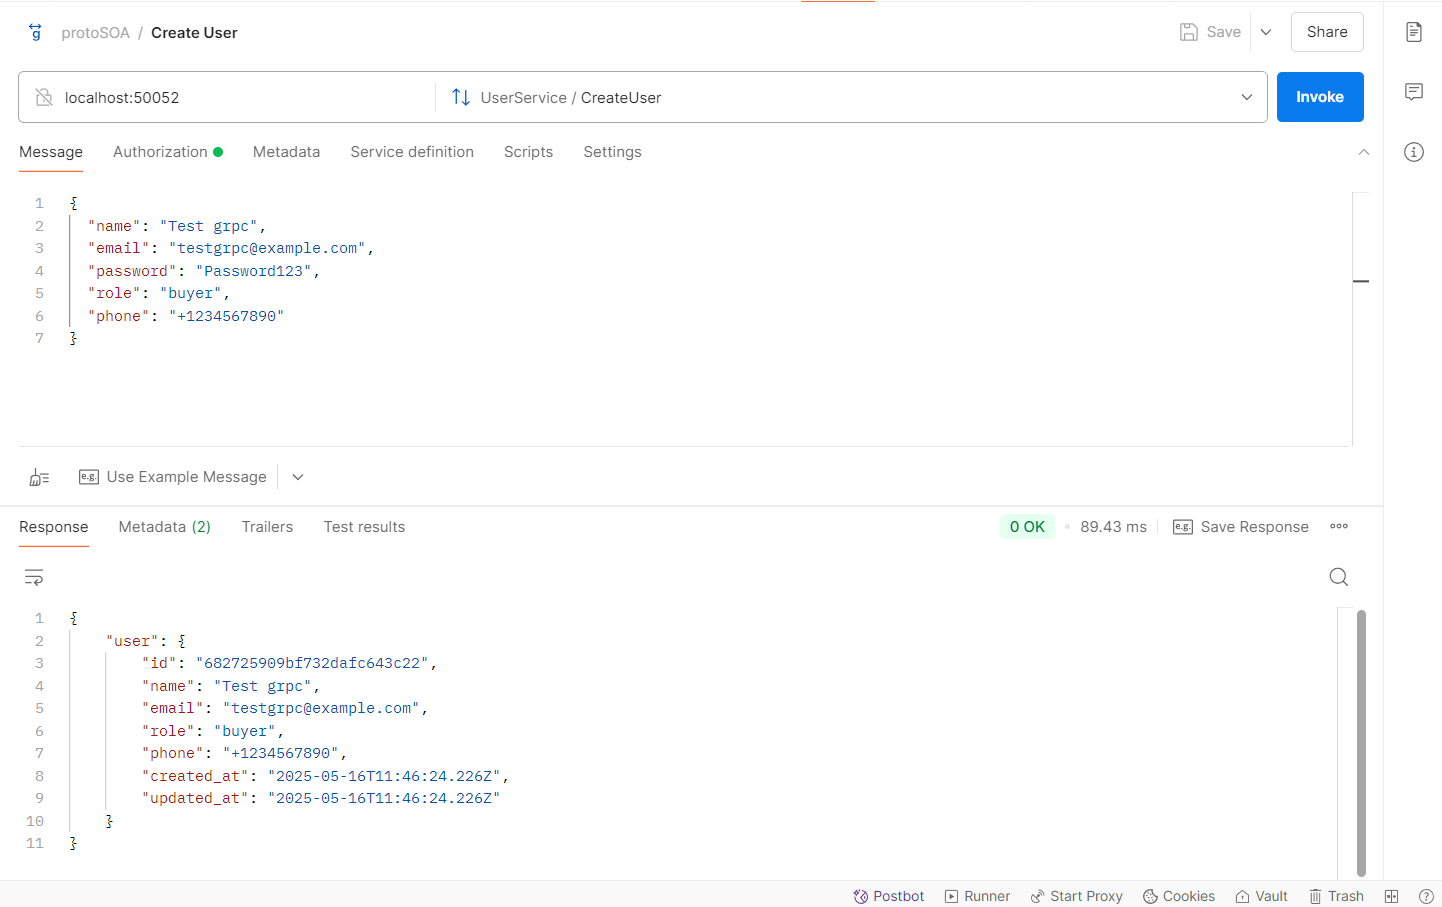 protoSOA / Create User
Save
Share
localhost:50052
UserService / CreateUser
Invoke
Message
Authorization
Metadata
Service definition
Scripts
Settings
1 {
2 "name": "Test grpc",
3 "email": "testgrpc@example.com",
4 "password": "Password123",
5 "role": "buyer",
6 "phone": "+1234567890"
7 }
e.g. Use Example Message
Response
Metadata (2)
Trailers
Test results
0 OK
89.43 ms
e.g. Save Response
1 {
2 "user": {
3 "id": "682725909bf732dafc643c22",
4 "name": "Test grpc",
5 "email": "testgrpc@example.com",
6 "role": "buyer",
7 "phone": "+1234567890",
8 "created_at": "2025-05-16T11:46:24.226Z",
9 "updated_at": "2025-05-16T11:46:24.226Z"
10 }
11 }
Postbot
Runner
Start Proxy
Cookies
Vault
Trash